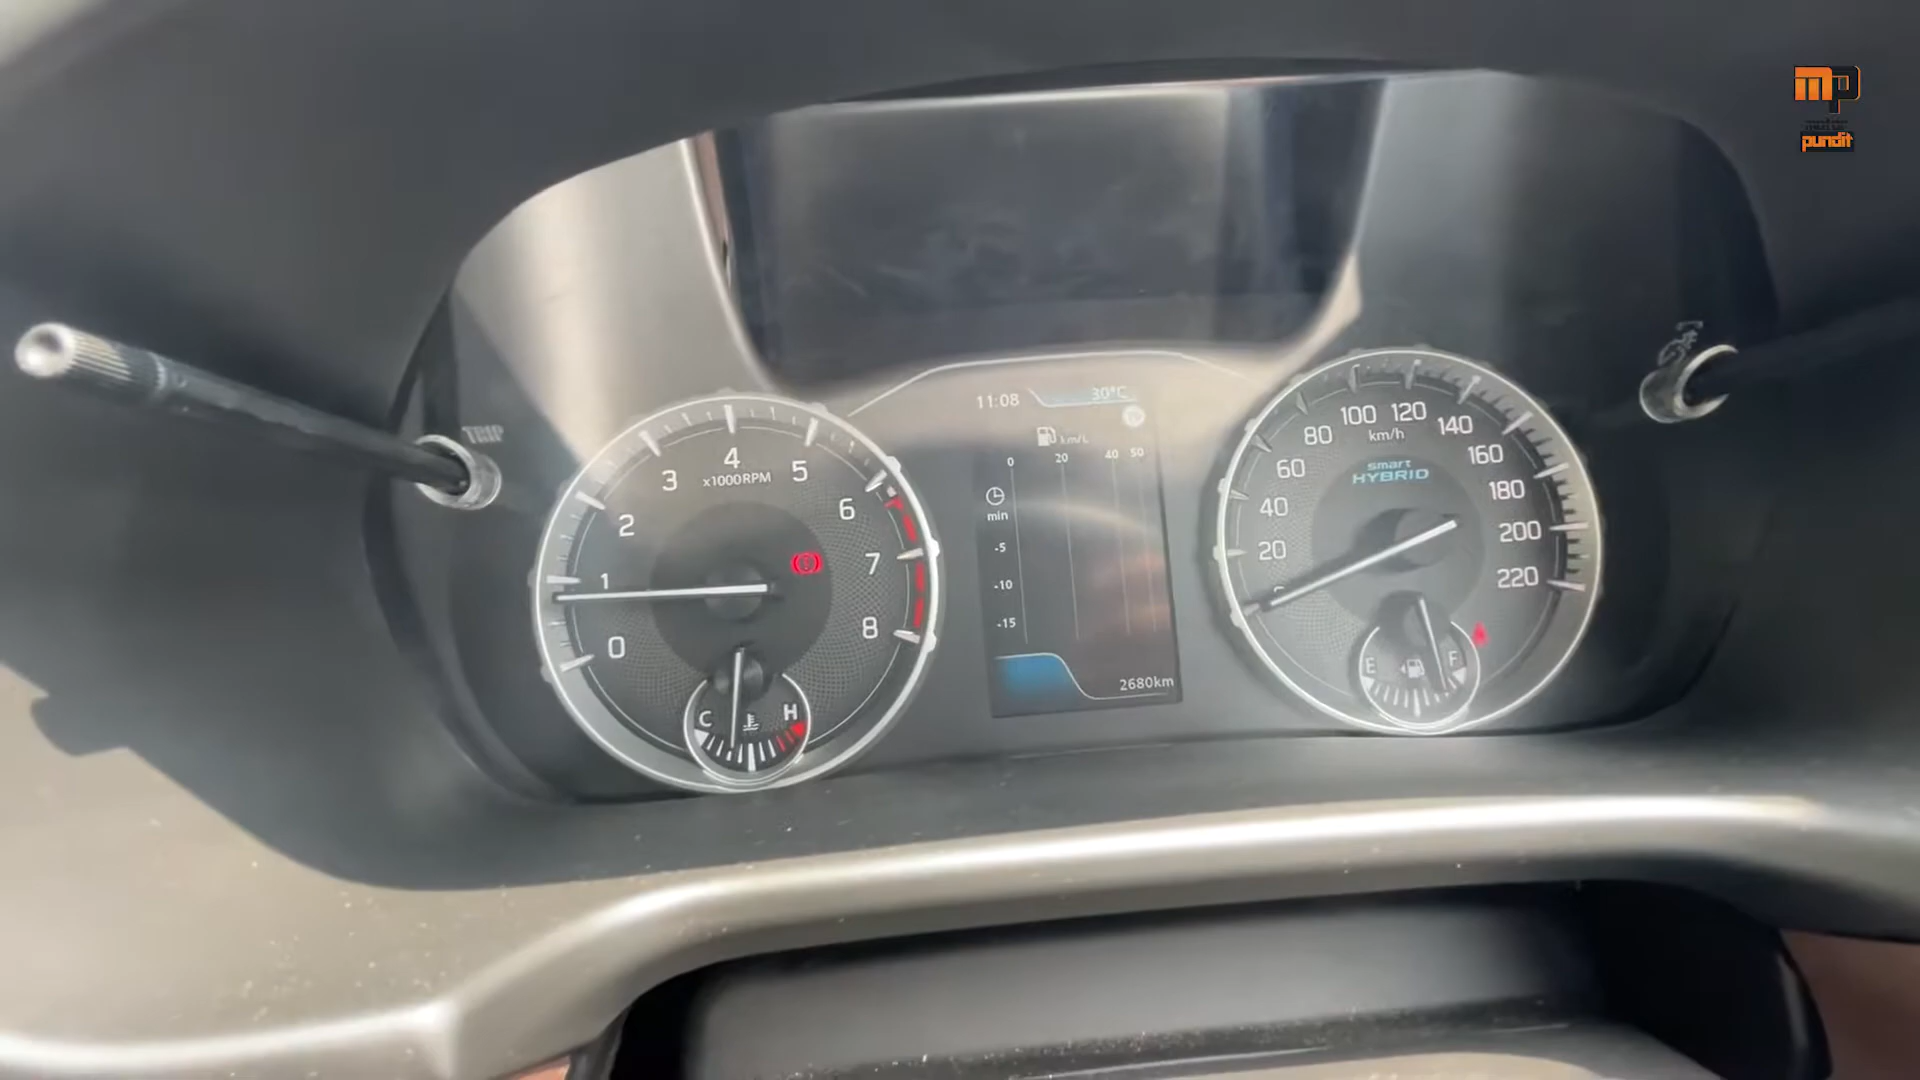 mp
motor
pundit
TRIP
11:08 30°C
km/L
0 20 40 50
min
-5
-10
-15
2680km
0 1 2 3 4 5 6 7 8
x1000RPM
C H
20 40 60 80 100 120 140 160 180 200 220
km/h
smart
HYBRID
E F